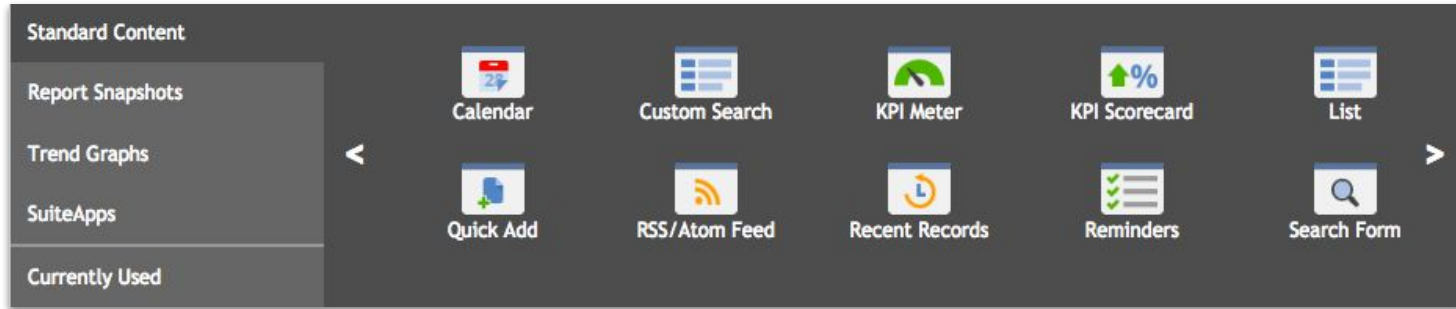 Standard Content
Report Snapshots
Trend Graphs
SuiteApps
Currently Used
<
28
Calendar
Custom Search
KPI Meter
%
KPI Scorecard
List
>
Quick Add
RSS/Atom Feed
Recent Records
Reminders
Search Form